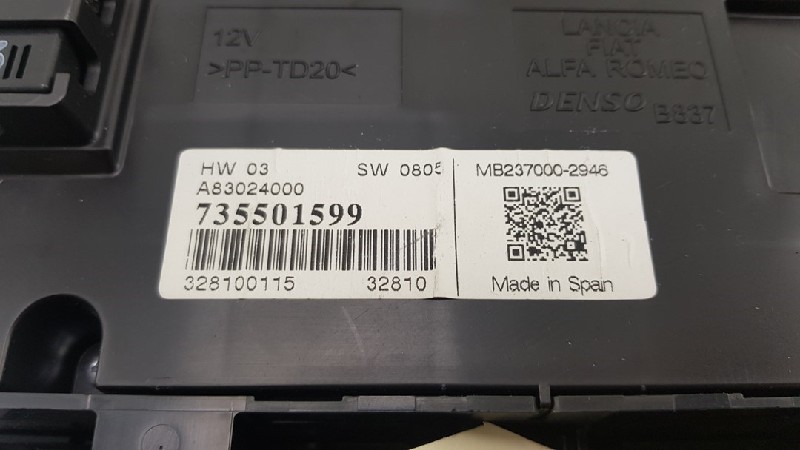 12V
>PP-TD20<
LANCIA
FIAT
ALFA ROMEO
DENSO B837
HW 03 SW 0805
A83024000
735501599
328100115 32810
MB237000-2946
Made in Spain